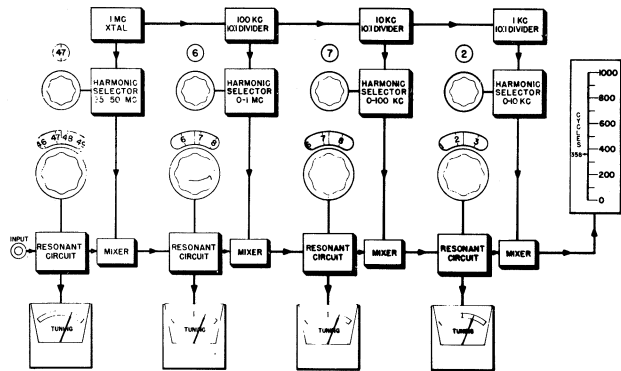 1 MC
XTAL
100 KC
10:1 DIVIDER
10 KC
10:1 DIVIDER
1 KC
10:1 DIVIDER
47
6
7
2
HARMONIC
SELECTOR
35 50 MC
HARMONIC
SELECTOR
0-1 MC
HARMONIC
SELECTOR
0-100 KC
HARMONIC
SELECTOR
0-10 KC
1000
800
600
400
200
0
CYCLES
358
46 47 48 49
6 7 8
6 7 8
2 3
INPUT
RESONANT
CIRCUIT
MIXER
RESONANT
CIRCUIT
MIXER
RESONANT
CIRCUIT
MIXER
RESONANT
CIRCUIT
MIXER
TUNING
TUNING
TUNING
TUNING